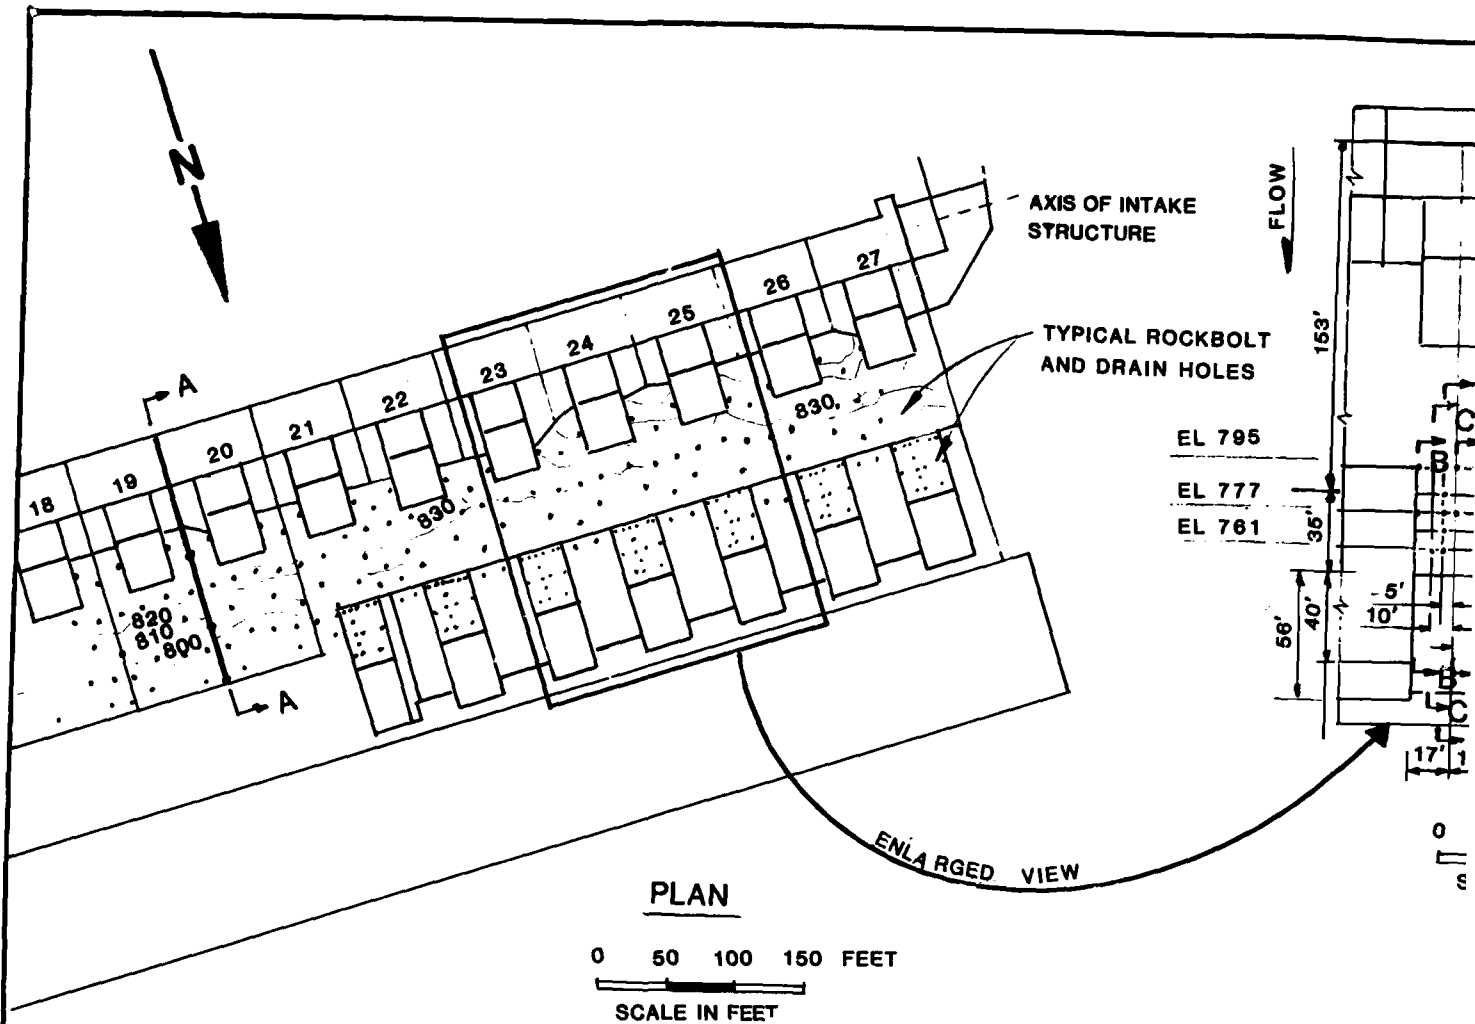 N
AXIS OF INTAKE
STRUCTURE
FLOW
27
26
25
24
23
22
21
20
19
18
A
A
TYPICAL ROCKBOLT
AND DRAIN HOLES
830
830
820
810
800
153'
EL 795
EL 777
EL 761
35'
5'
10'
40'
56'
B
C
B
C
17'
1
ENLARGED VIEW
PLAN
0 50 100 150 FEET
SCALE IN FEET
0
S